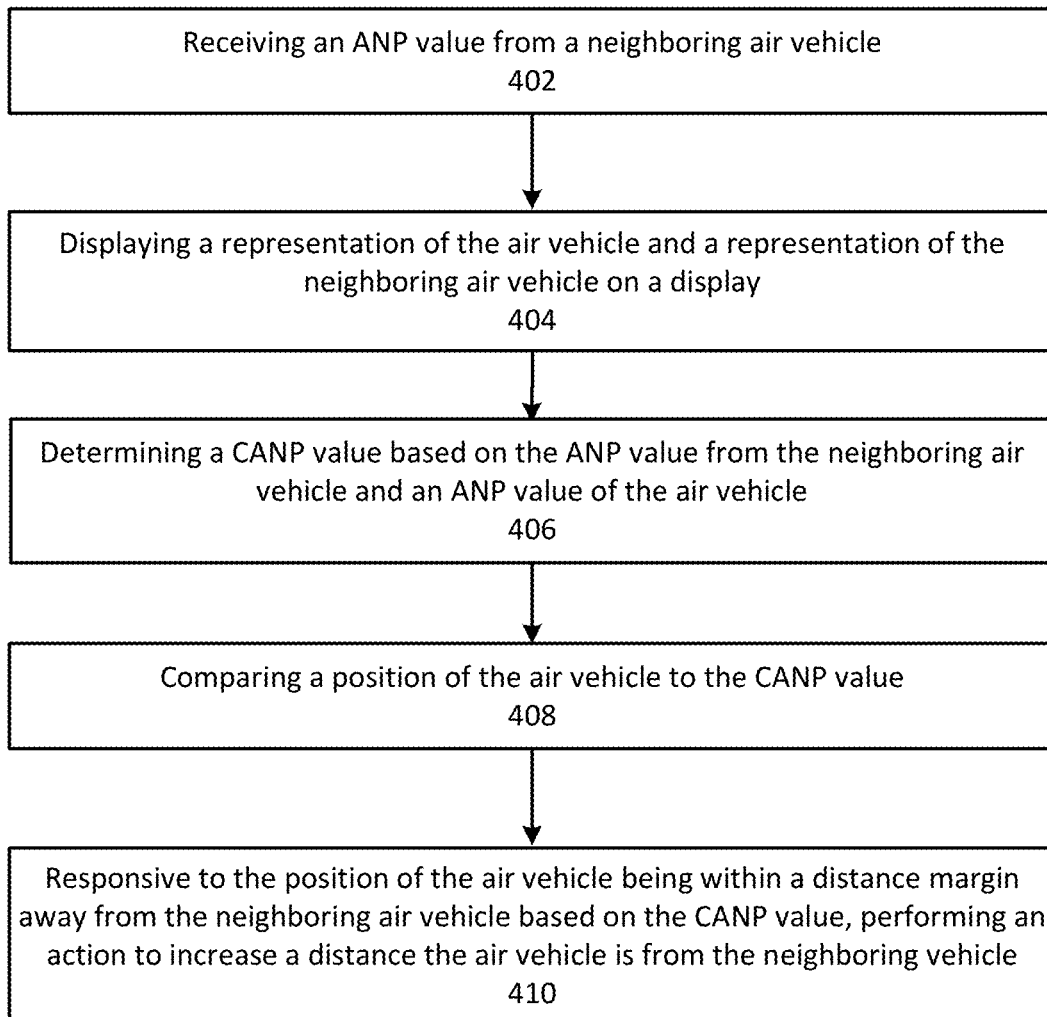 Receiving an ANP value from a neighboring air vehicle
402
Displaying a representation of the air vehicle and a representation of the
neighboring air vehicle on a display
404
Determining a CANP value based on the ANP value from the neighboring air
vehicle and an ANP value of the air vehicle
406
Comparing a position of the air vehicle to the CANP value
408
Responsive to the position of the air vehicle being within a distance margin
away from the neighboring air vehicle based on the CANP value, performing an
action to increase a distance the air vehicle is from the neighboring vehicle
410